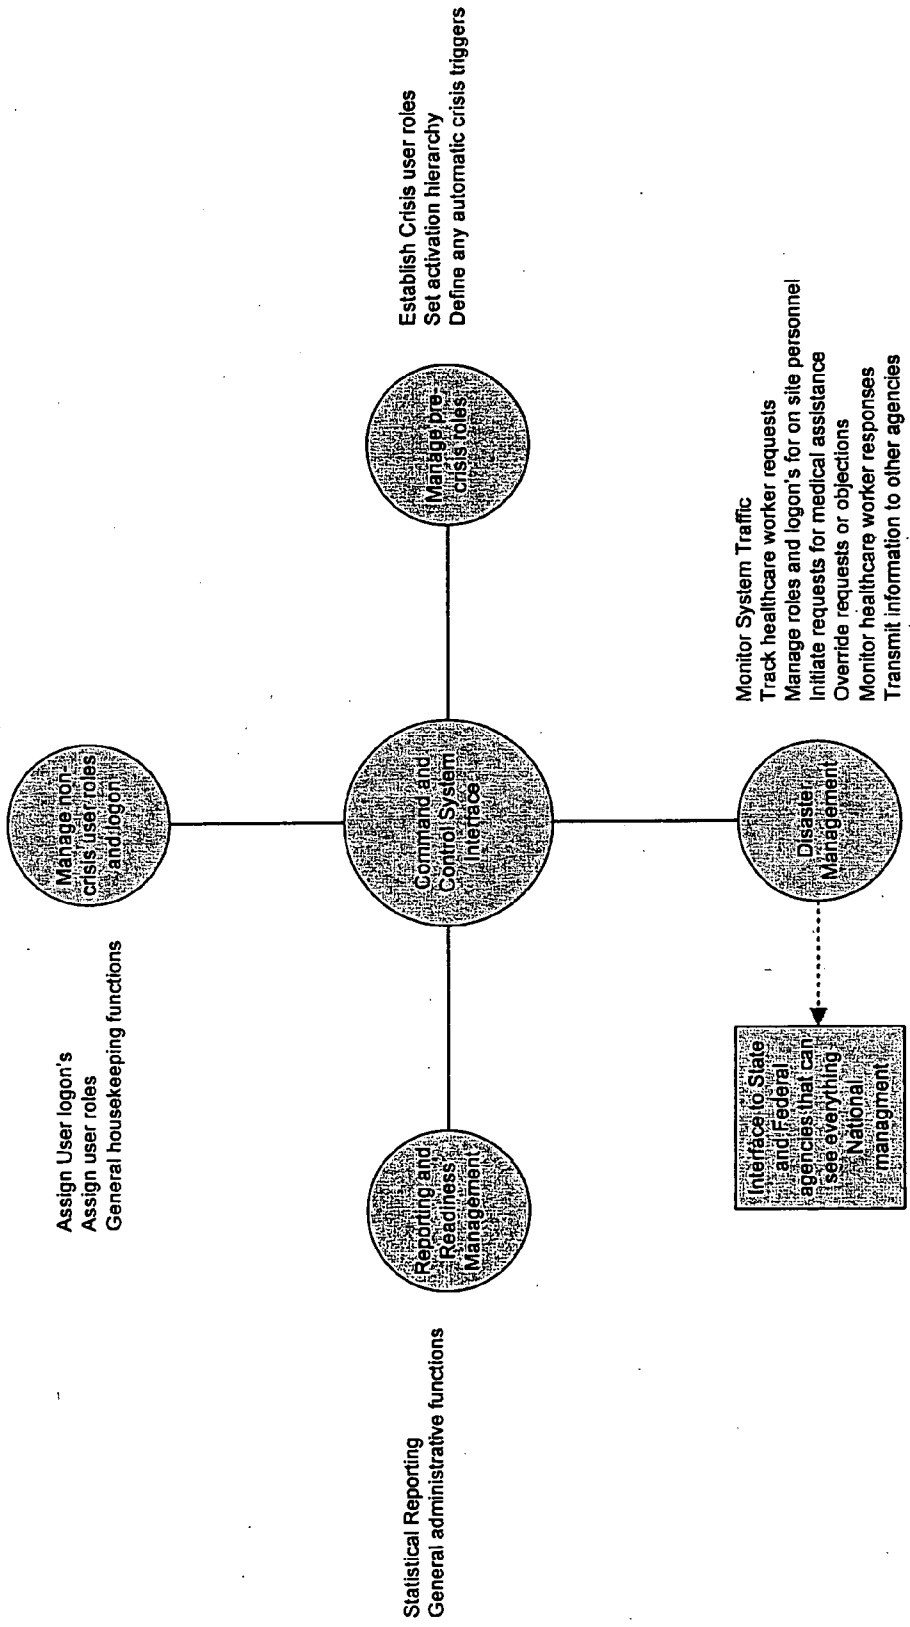 Assign User logon's
Assign user roles
General housekeeping functions
Manage non-
crisis user roles
and logon
Statistical Reporting
General administrative functions
Reporting and
Readiness
Management
Command and
Control System
Interface
Manage pre-
crisis roles
Establish Crisis user roles
Set activation hierarchy
Define any automatic crisis triggers
Interface to State
and Federal
agencies that can
see everything
National
managment
Disaster
Management
Monitor System Traffic
Track healthcare worker requests
Manage roles and logon's for on site personnel
Initiate requests for medical assistance
Override requests or objections
Monitor healthcare worker responses
Transmit information to other agencies